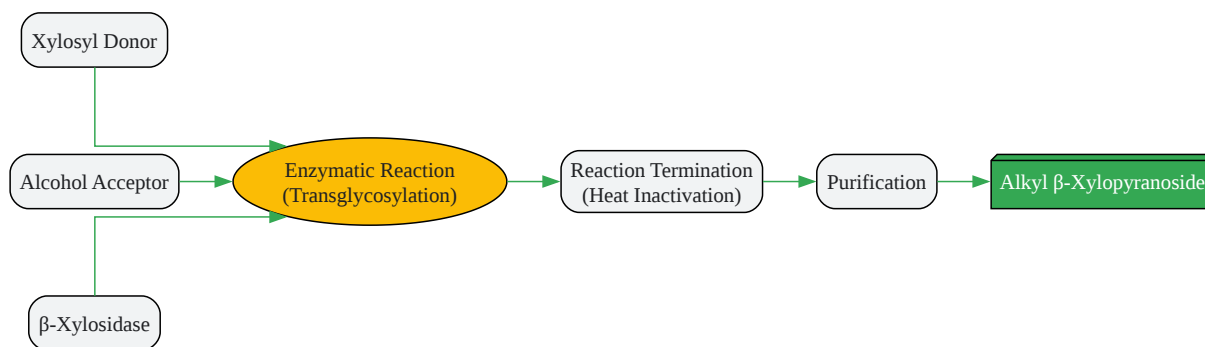 Xylosyl Donor
Alcohol Acceptor
β-Xylosidase
Enzymatic Reaction
(Transglycosylation)
Reaction Termination
(Heat Inactivation)
Purification
Alkyl β-Xylopyranoside